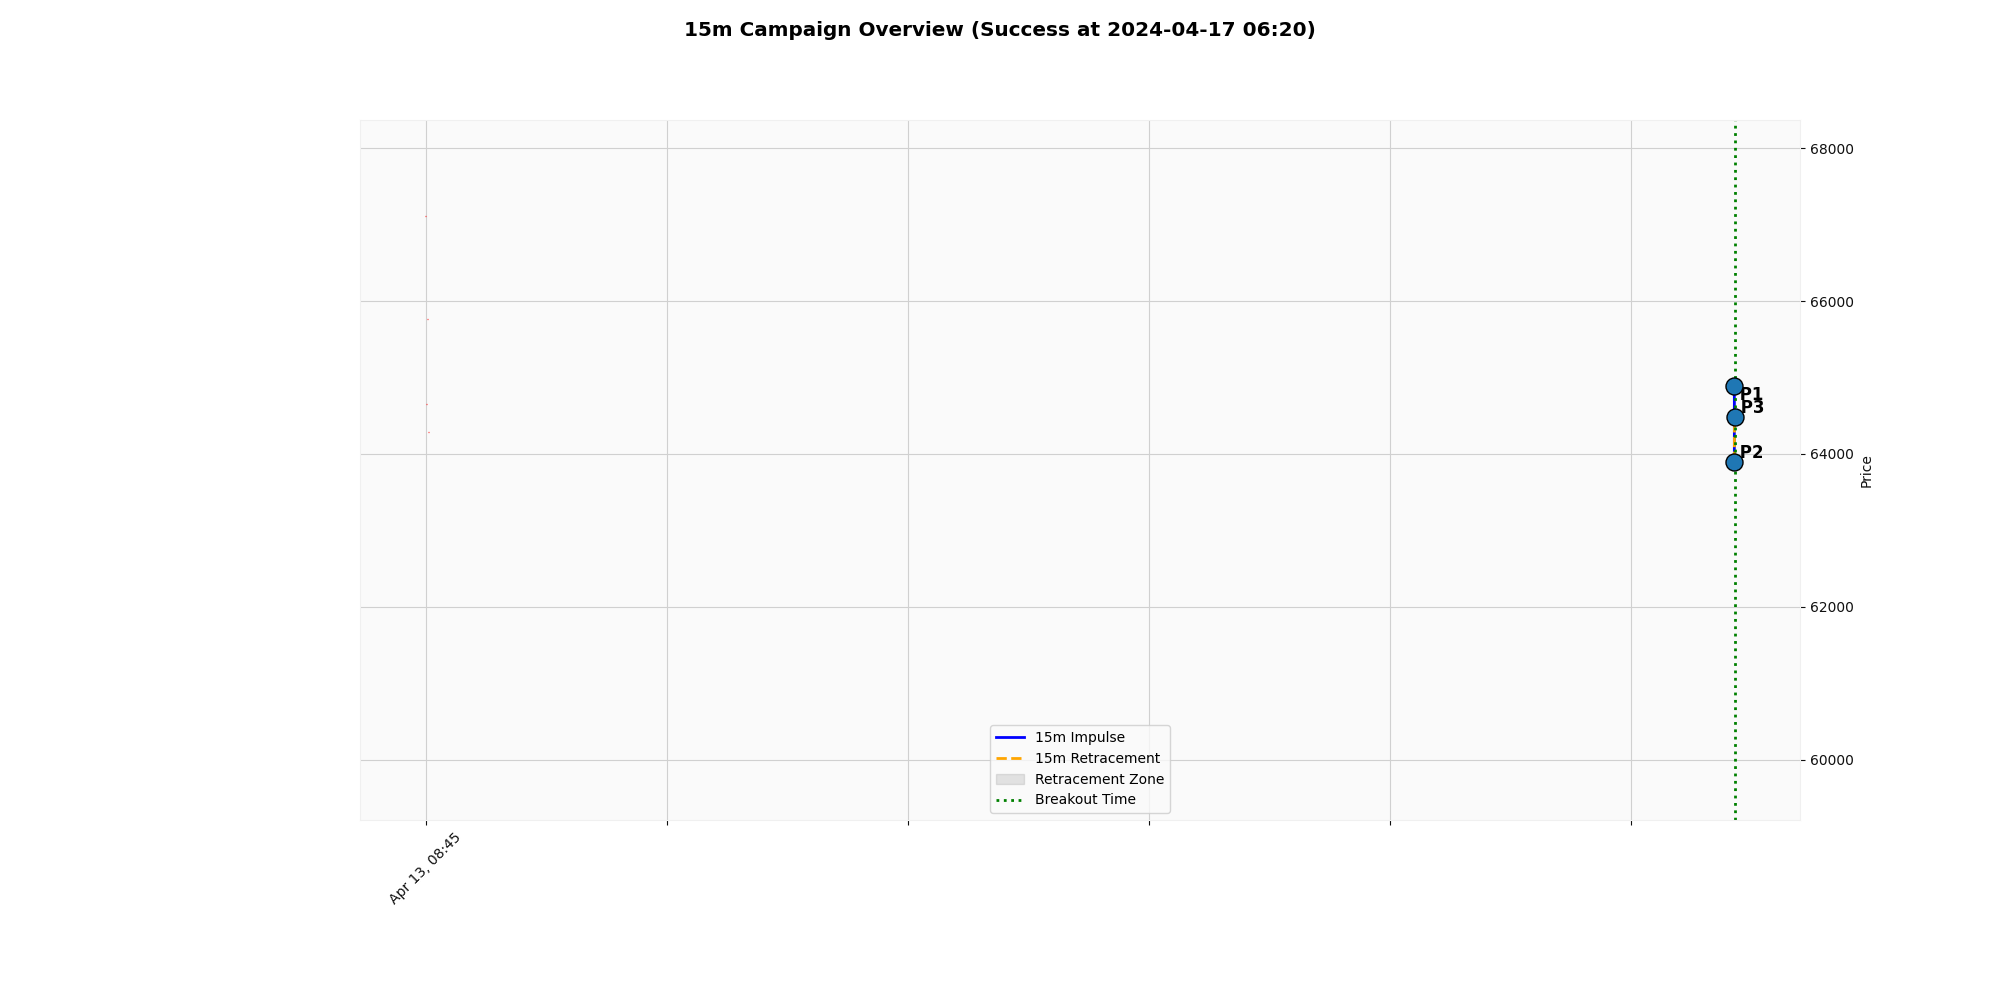 15m Campaign Overview (Success at 2024-04-17 06:20)
68000
66000
P1
P3
P2
64000
Price
62000
60000
15m Impulse
15m Retracement
Retracement Zone
Breakout Time
Apr 13, 08:45